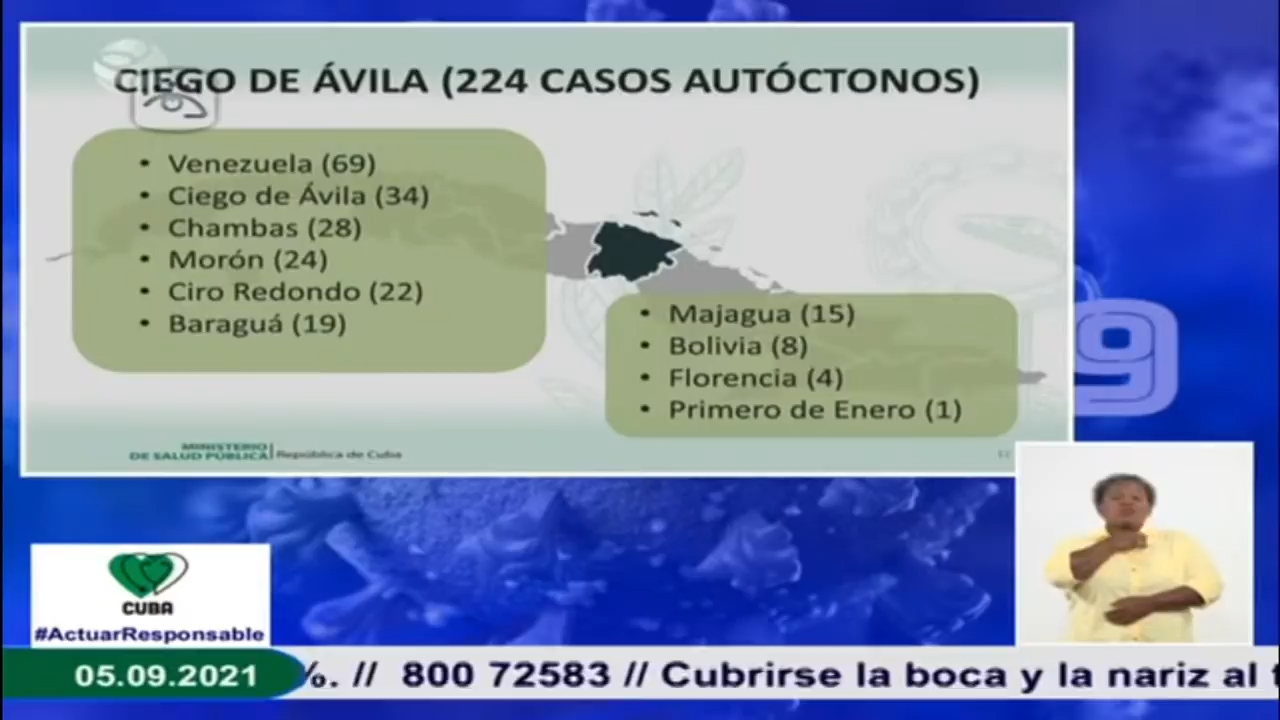 CIEGO DE ÁVILA (224 CASOS AUTÓCTONOS)
• Venezuela (69)
• Ciego de Ávila (34)
• Chambas (28)
• Morón (24)
• Ciro Redondo (22)
• Baraguá (19)
• Majagua (15)
• Bolivia (8)
• Florencia (4)
• Primero de Enero (1)
MINISTERIO
DE SALUD PÚBLICA
República de Cuba
12
9
CUBA
#ActuarResponsable
05.09.2021
%. // 800 72583 // Cubrirse la boca y la nariz al t